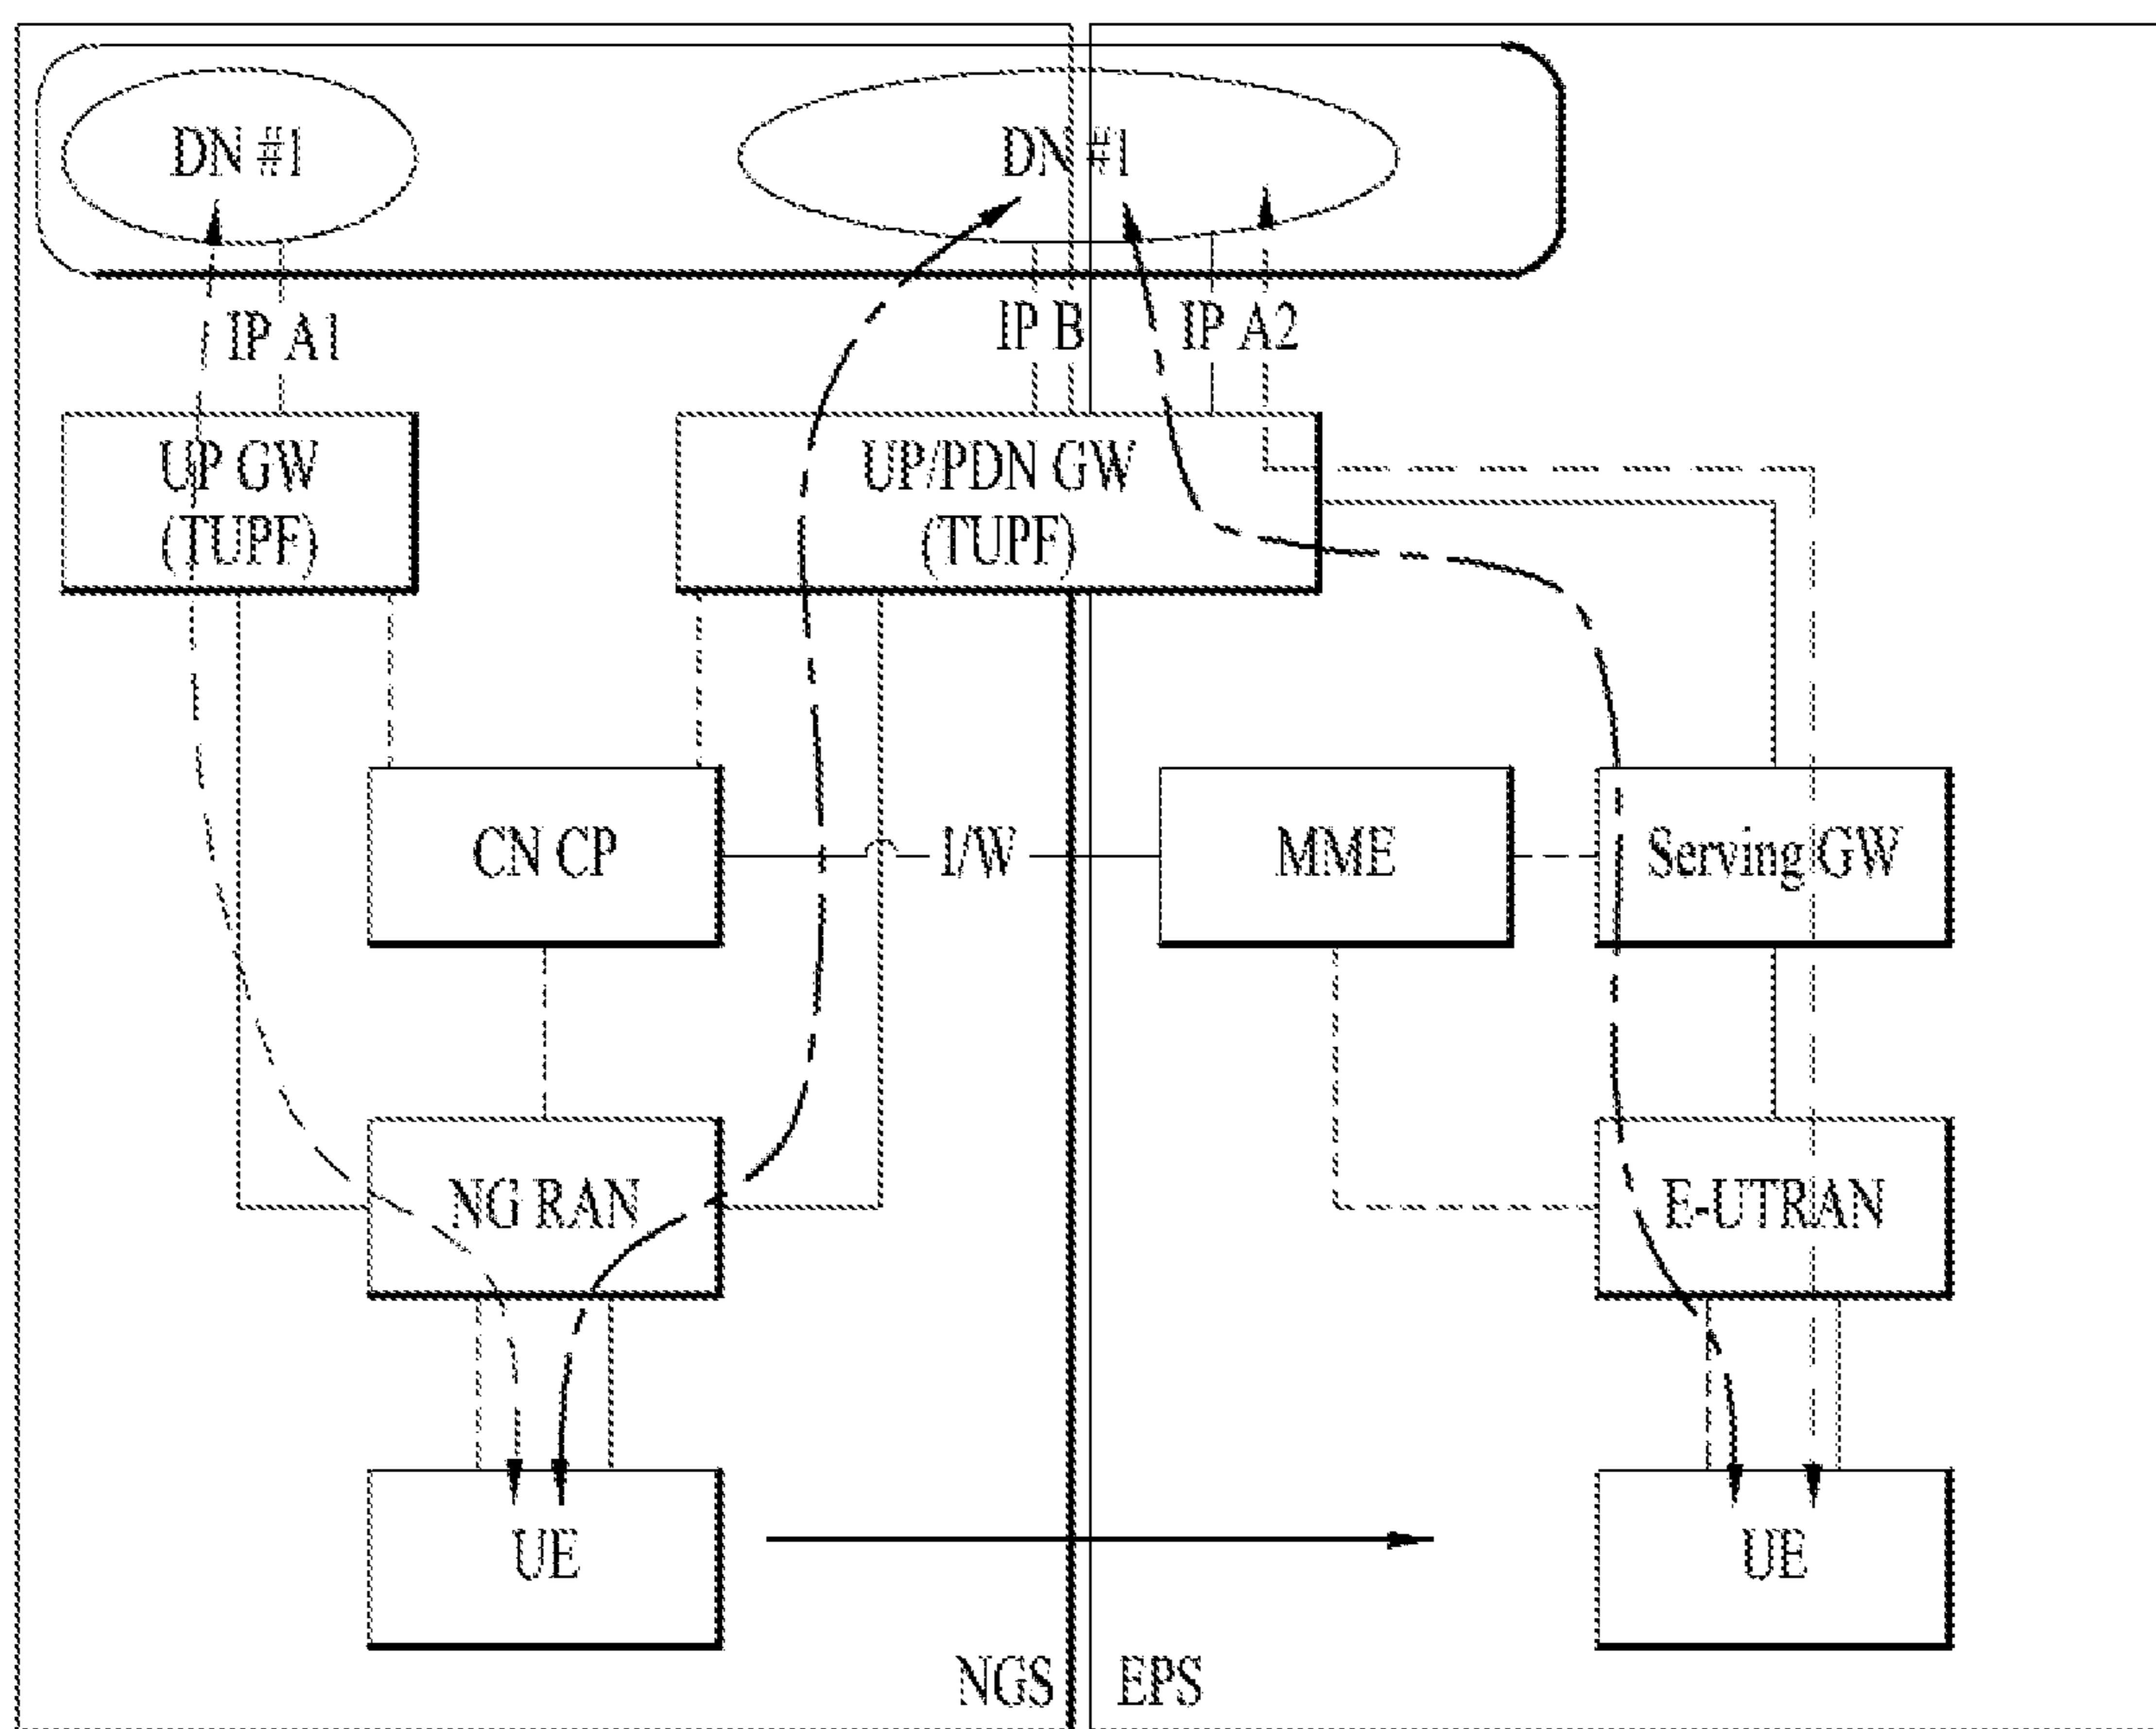 DN #1
DN #1
IP A1
IP B
IP A2
UP GW
(TUPF)
UP/PDN GW
(TUPF)
CN CP
I/W
MME
Serving GW
NG RAN
E-UTRAN
UE
UE
NGS
EPS